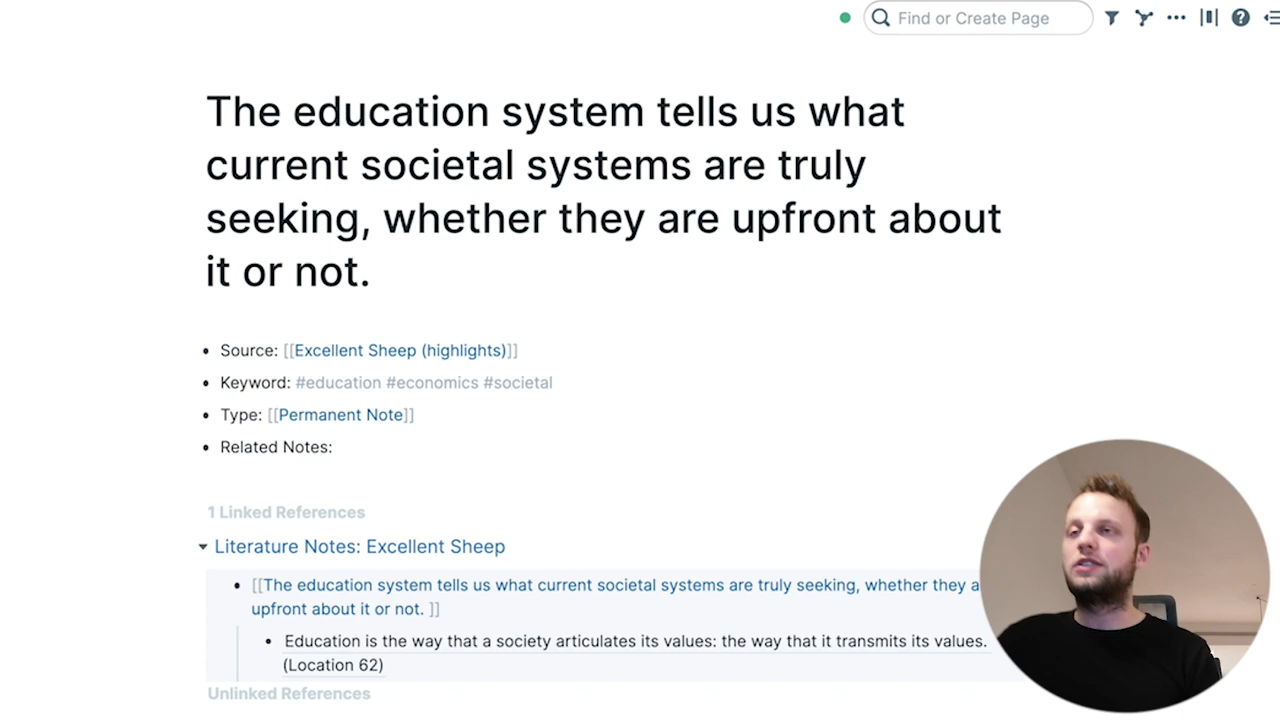 Find or Create Page
The education system tells us what
current societal systems are truly
seeking, whether they are upfront about
it or not.
Source: [[Excellent Sheep (highlights)]]
Keyword: #education #economics #societal
Type: [[Permanent Note]]
Related Notes:
1 Linked References
Literature Notes: Excellent Sheep
[[The education system tells us what current societal systems are truly seeking, whether they a
upfront about it or not. ]]
Education is the way that a society articulates its values: the way that it transmits its values.
(Location 62)
Unlinked References